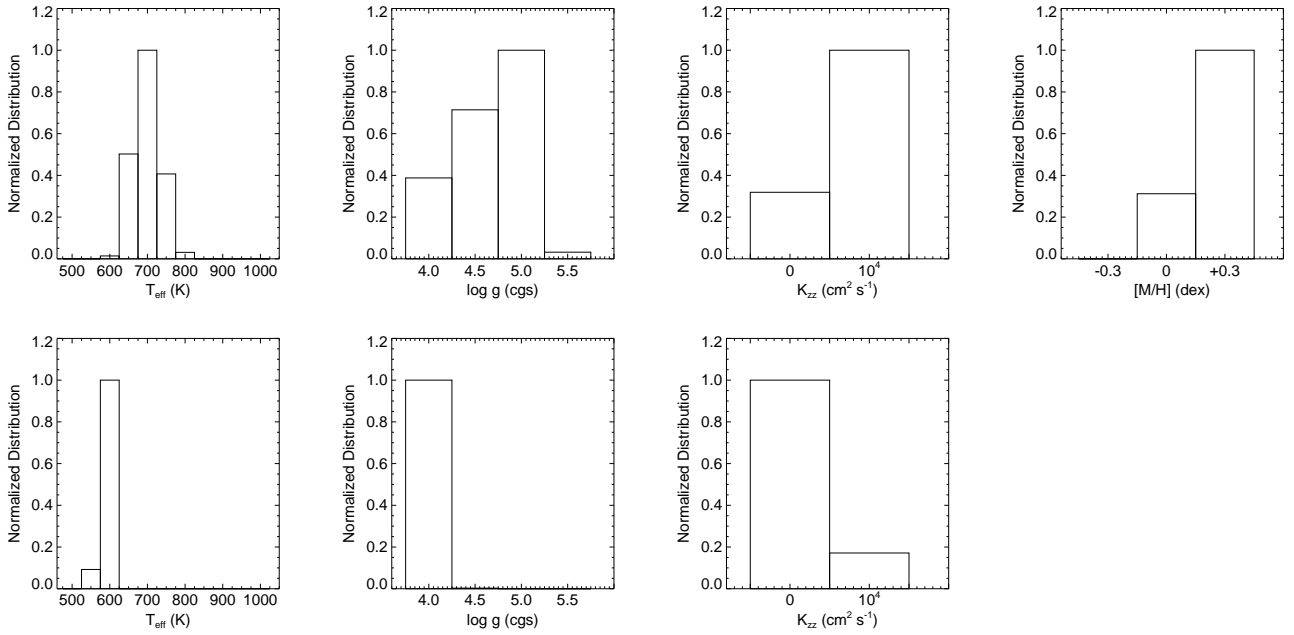 Normalized Distribution
1.2
1.0
0.8
0.6
0.4
0.2
0.0
500 600 700 800 900 1000
T_eff (K)
Normalized Distribution
1.2
1.0
0.8
0.6
0.4
0.2
0.0
4.0 4.5 5.0 5.5
log g (cgs)
Normalized Distribution
1.2
1.0
0.8
0.6
0.4
0.2
0.0
0 10⁴
K_zz (cm² s⁻¹)
Normalized Distribution
1.2
1.0
0.8
0.6
0.4
0.2
0.0
-0.3 0 +0.3
[M/H] (dex)
Normalized Distribution
1.2
1.0
0.8
0.6
0.4
0.2
0.0
500 600 700 800 900 1000
T_eff (K)
Normalized Distribution
1.2
1.0
0.8
0.6
0.4
0.2
0.0
4.0 4.5 5.0 5.5
log g (cgs)
Normalized Distribution
1.2
1.0
0.8
0.6
0.4
0.2
0.0
0 10⁴
K_zz (cm² s⁻¹)